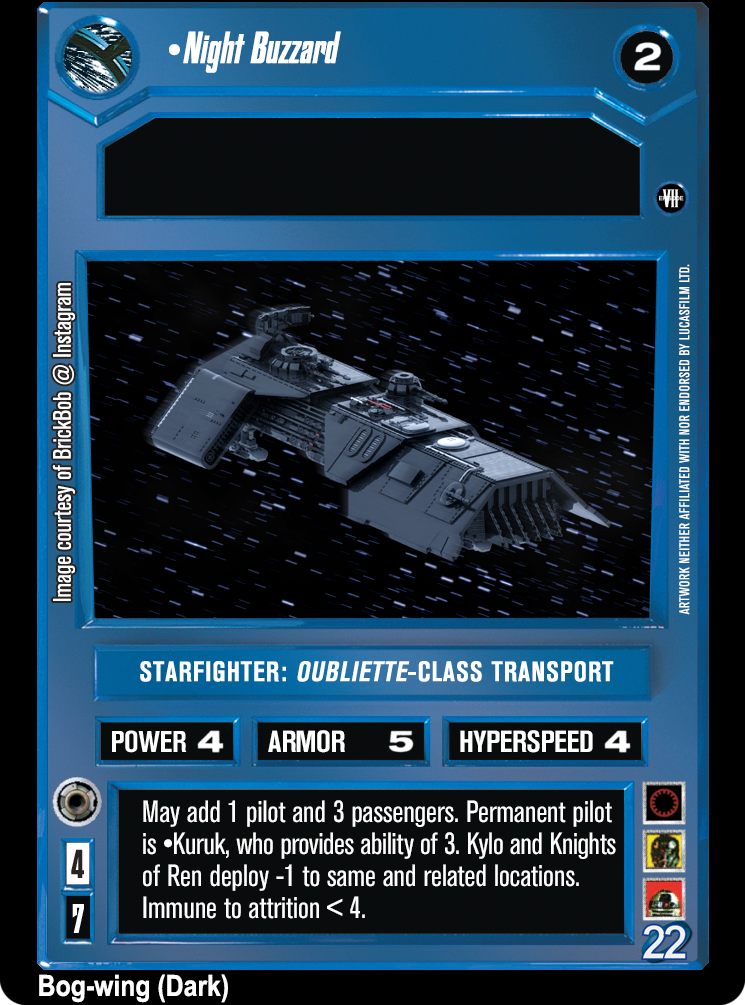 •Night Buzzard
2
EPISODE VII
Image courtesy of BrickBob @ Instagram
ARTWORK NEITHER AFFILIATED WITH NOR ENDORSED BY LUCASFILM LTD.
STARFIGHTER: OUBLIETTE-CLASS TRANSPORT
POWER 4
ARMOR 5
HYPERSPEED 4
May add 1 pilot and 3 passengers. Permanent pilot
is •Kuruk, who provides ability of 3. Kylo and Knights
of Ren deploy -1 to same and related locations.
Immune to attrition < 4.
4
7
22
Bog-wing (Dark)